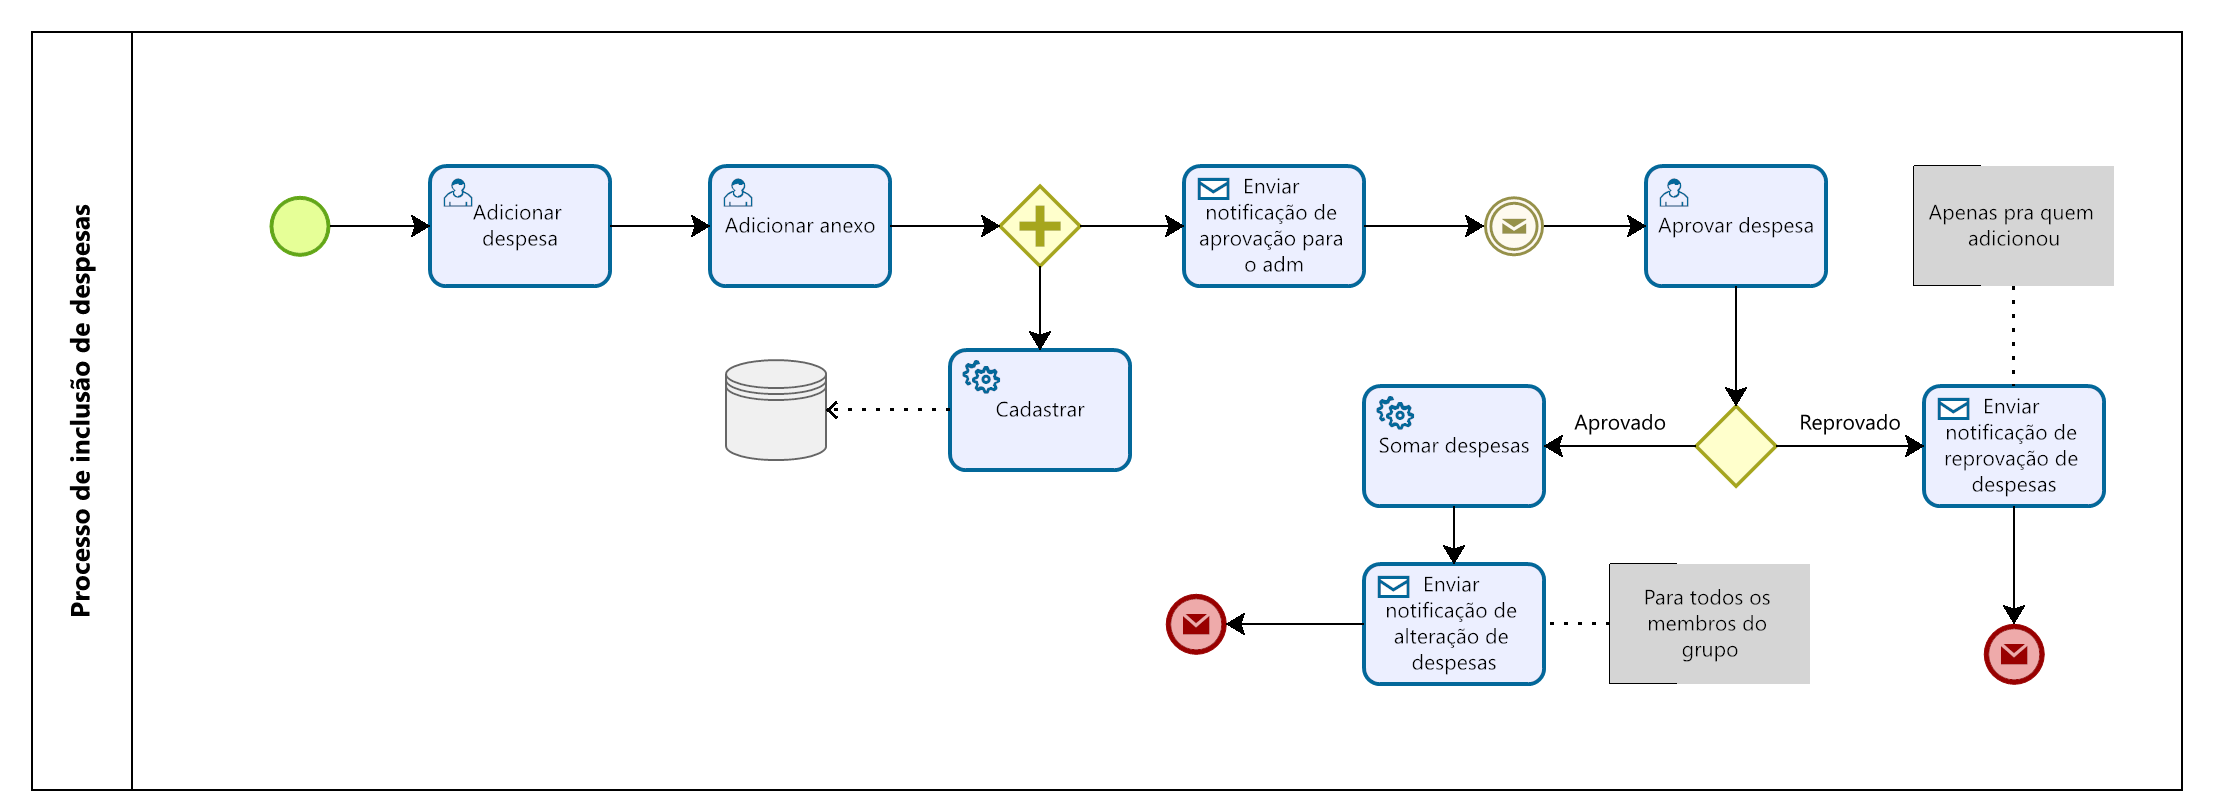 Processo de inclusão de despesas
Adicionar
despesa
Adicionar anexo
Enviar
notificação de
aprovação para
o adm
Aprovar despesa
Apenas pra quem
adicionou
Cadastrar
Somar despesas
Aprovado
Reprovado
Enviar
notificação de
reprovação de
despesas
Enviar
notificação de
alteração de
despesas
Para todos os
membros do
grupo